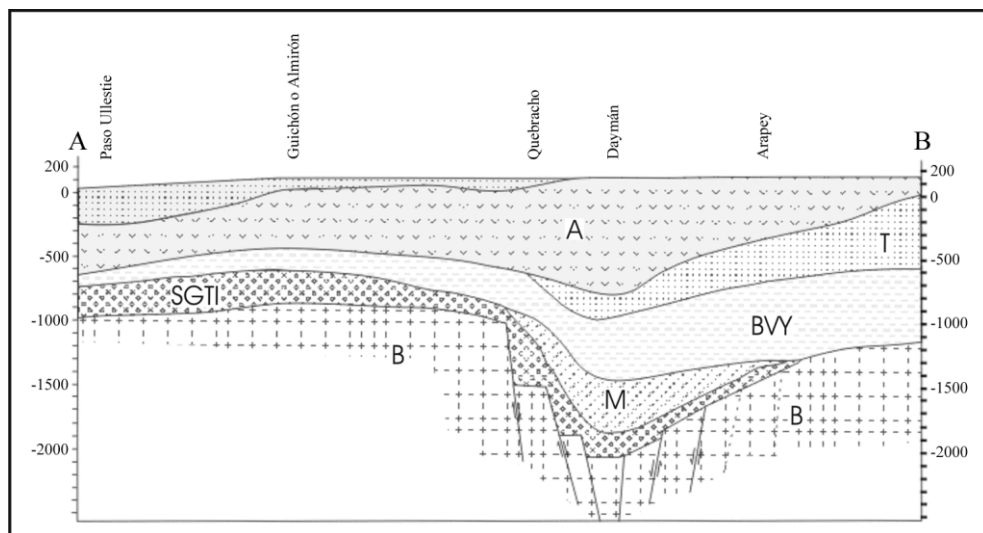 A
Paso Ullestie
Guichón o Almirón
Quebracho
Daymán
Arapey
B
200
0
-500
-1000
-1500
-2000
200
0
-500
-1000
-1500
-2000
A
T
SGTI
BVY
B
M
B